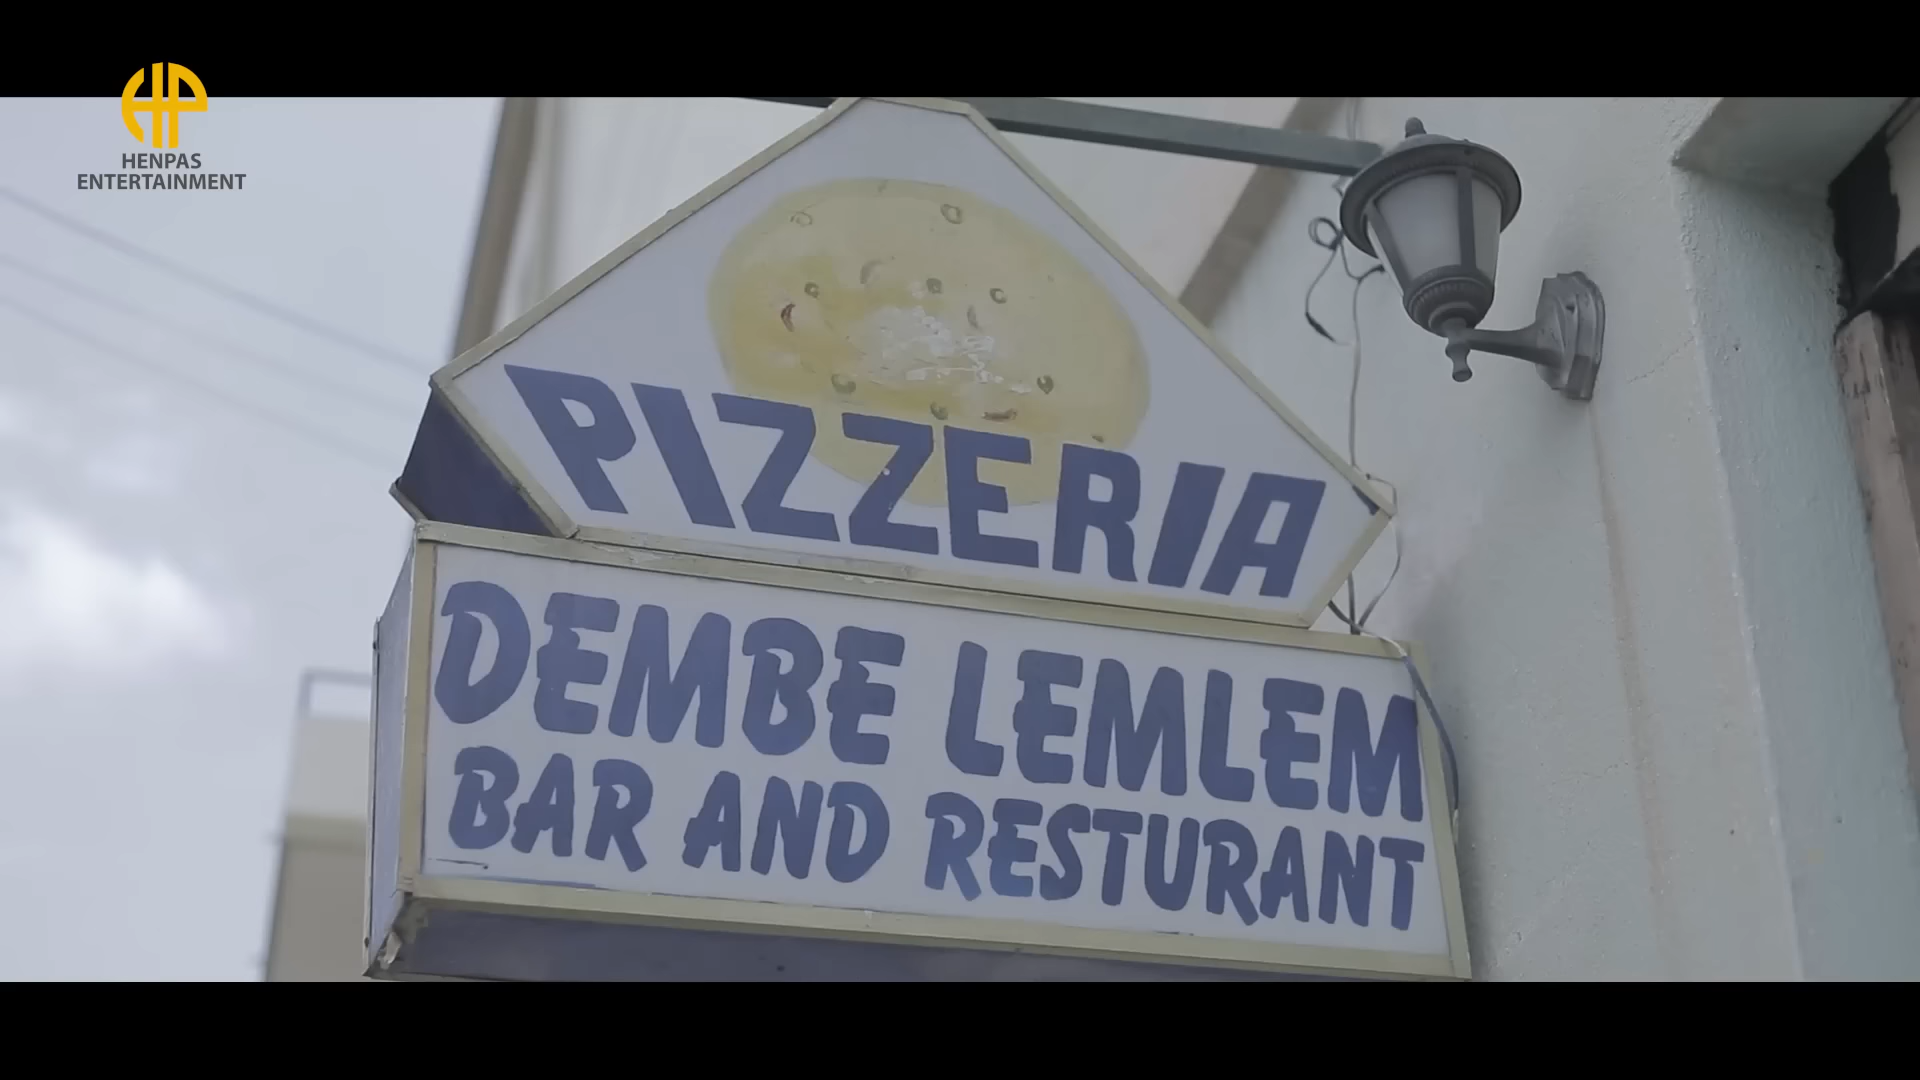 HENPAS
ENTERTAINMENT
PIZZERIA
DEMBE LEMLEM
BAR AND RESTURANT